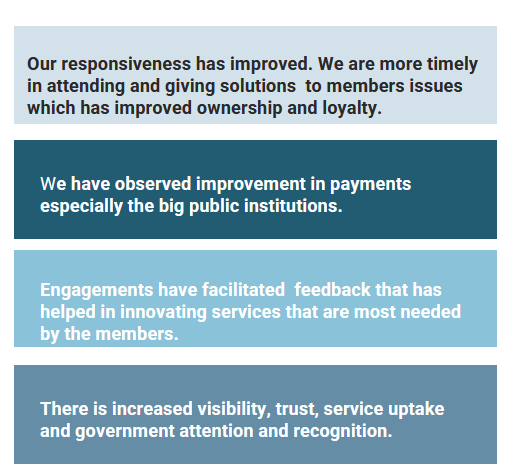 Our responsiveness has improved. We are more timely
in attending and giving solutions  to members issues
which has improved ownership and loyalty.
We have observed improvement in payments
especially the big public institutions.
Engagements have facilitated  feedback that has
helped in innovating services that are most needed
by the members.
There is increased visibility, trust, service uptake
and government attention and recognition.